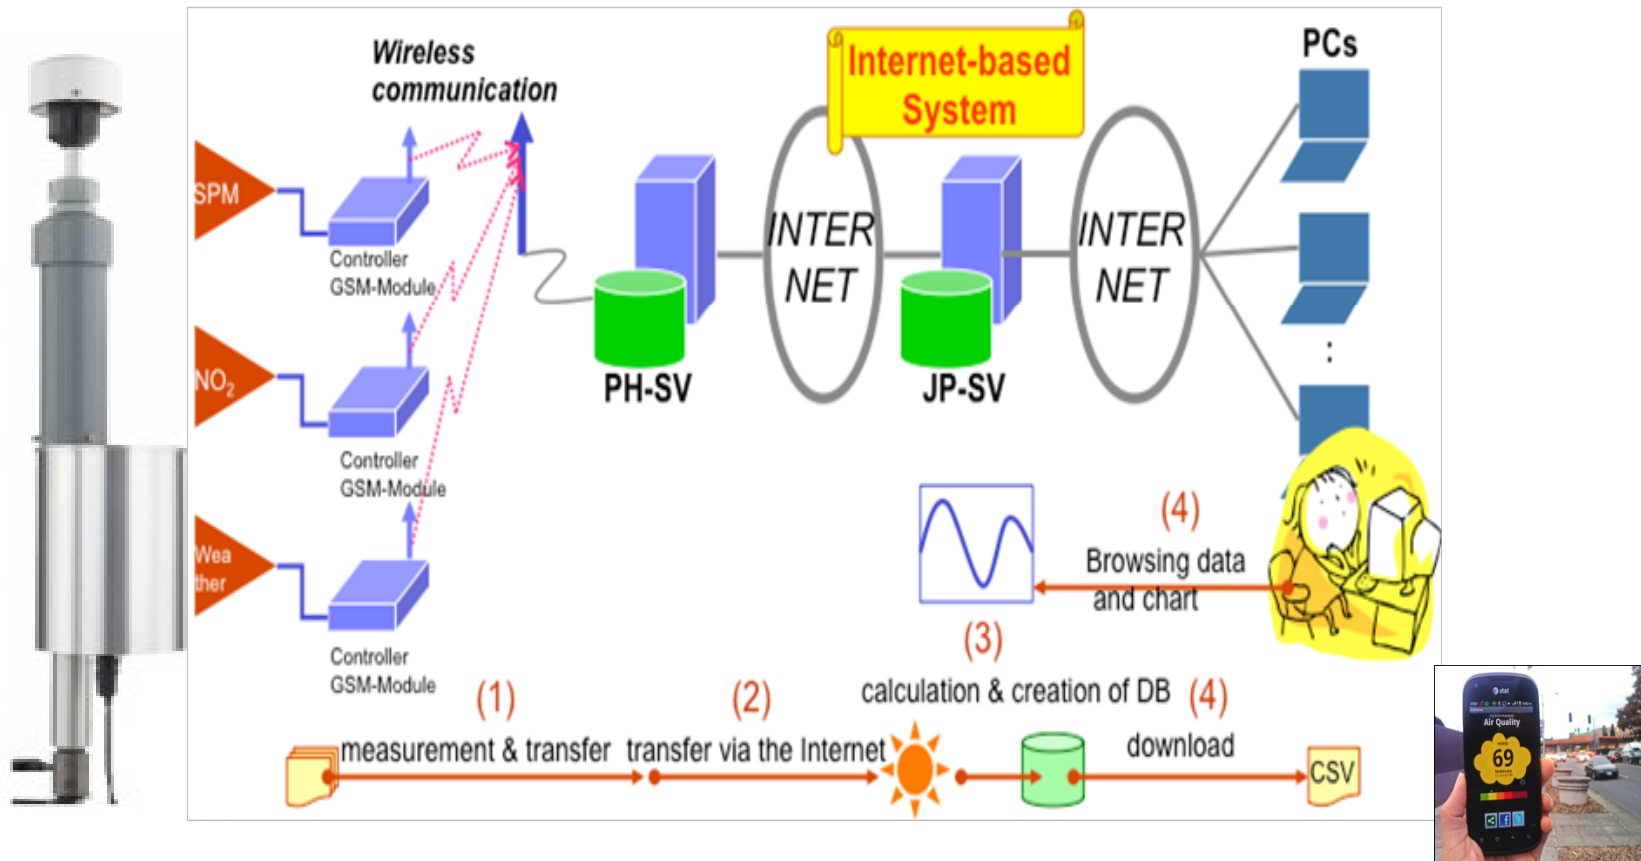 Wireless
communication
Internet-based
System
PCs
SPM
Controller
GSM-Module
INTER
NET
INTER
NET
:
PH-SV
JP-SV
NO2
Controller
GSM-Module
(4)
Browsing data
and chart
Wea
ther
Controller
GSM-Module
(3)
calculation & creation of DB
(1)
(2)
(4)
measurement & transfer
transfer via the Internet
download
CSV
at&t
Air Quality
69